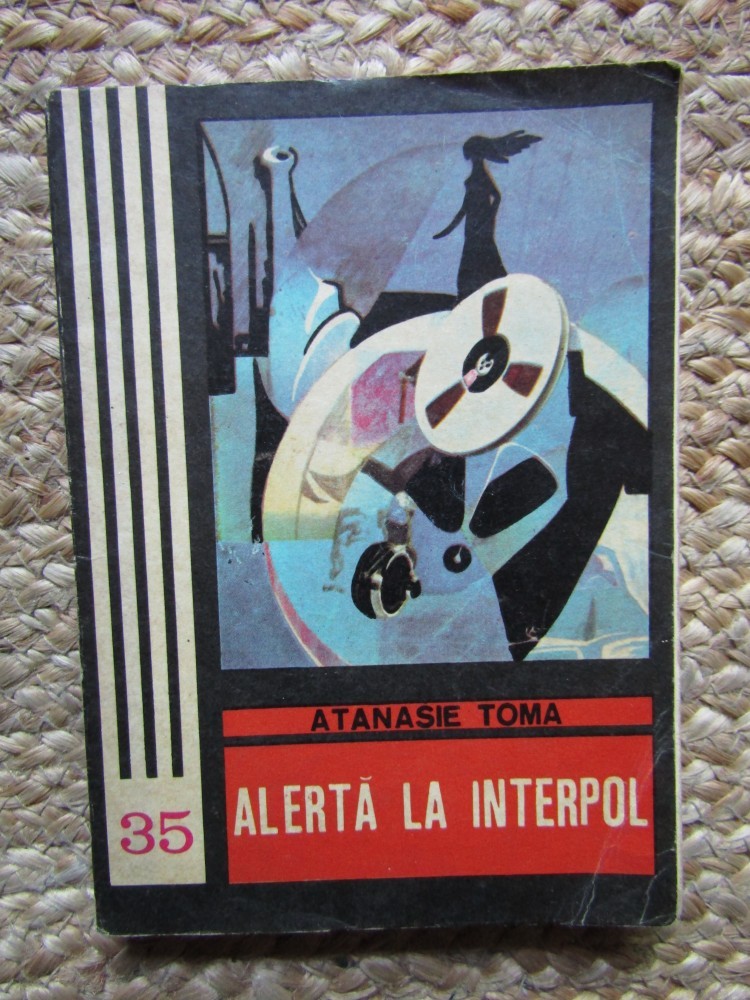 ATANASIE TOMA
ALERTĂ LA INTERPOL
35